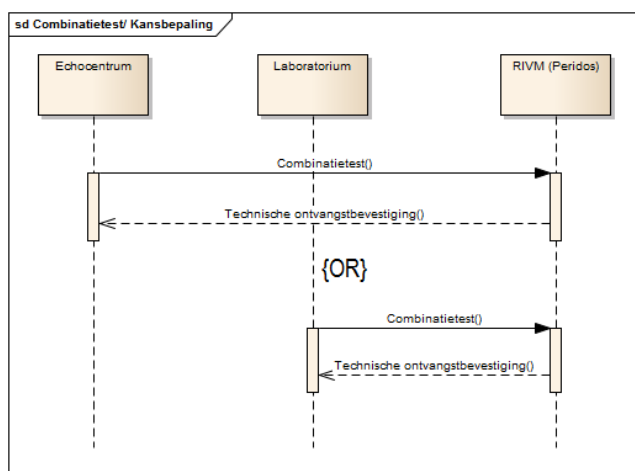 sd Combinatietest/ Kansbepaling
Echocentrum
Laboratorium
RIVM (Peridos)
Combinatietest()
Technische ontvangstbevestiging()
{OR}
Combinatietest()
Technische ontvangstbevestiging()